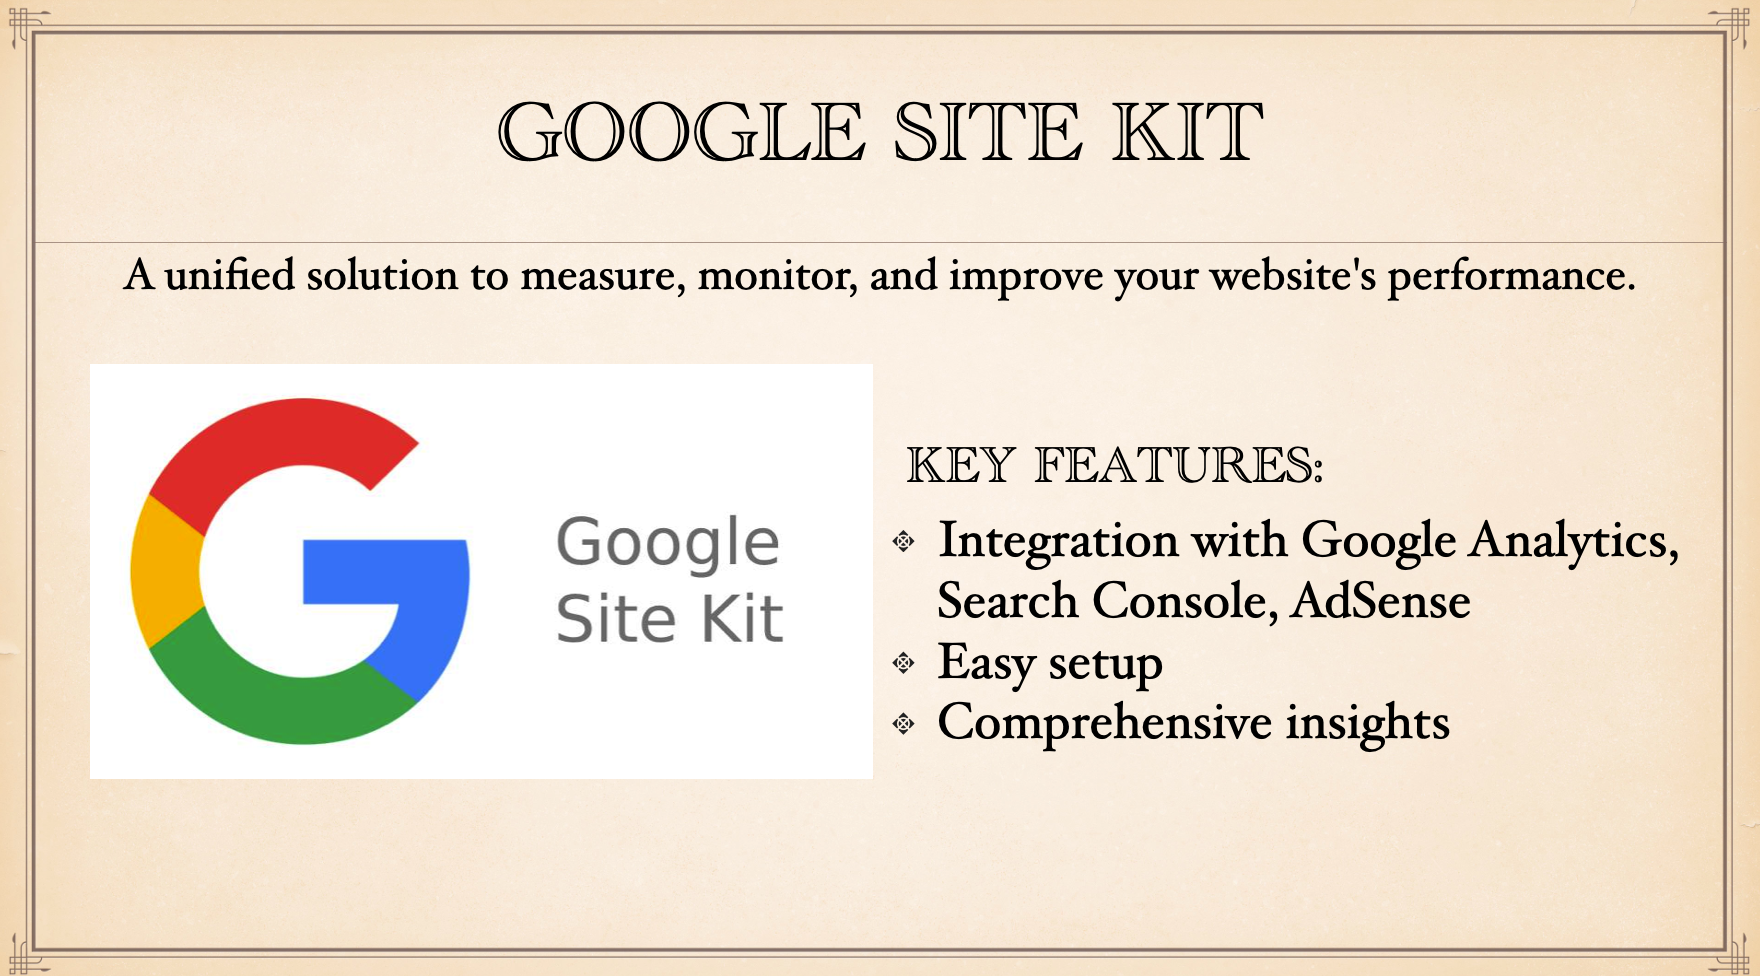 GOOGLE SITE KIT
A unified solution to measure, monitor, and improve your website's performance.
Google
Site Kit
KEY FEATURES:
Integration with Google Analytics,
Search Console, AdSense
Easy setup
Comprehensive insights